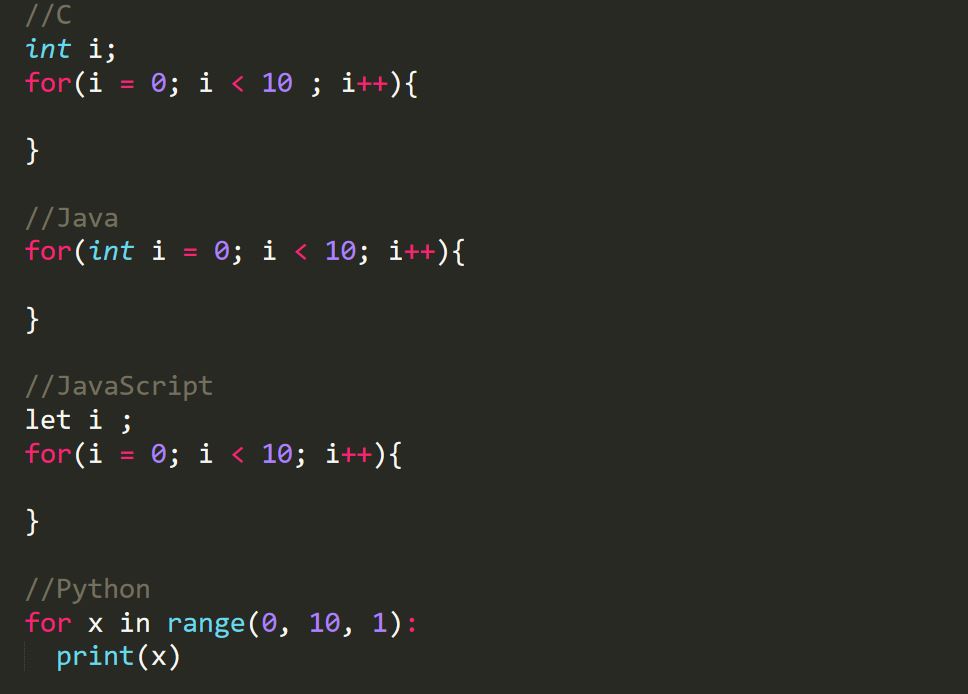 //C
int i;
for(i = 0; i < 10 ; i++){
}
//Java
for(int i = 0; i < 10; i++){
}
//JavaScript
let i ;
for(i = 0; i < 10; i++){
}
//Python
for x in range(0, 10, 1):
  print(x)